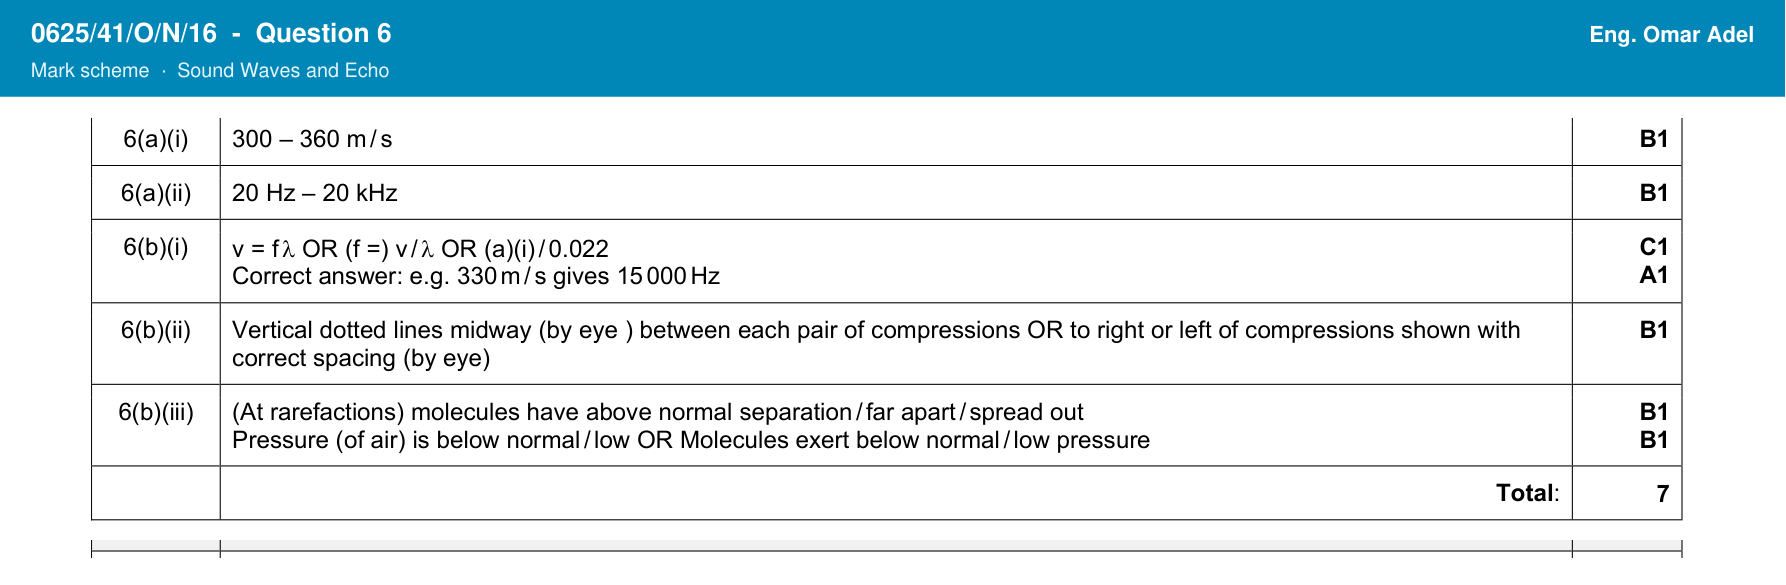 0625/41/O/N/16 - Question 6
Eng. Omar Adel
Mark scheme · Sound Waves and Echo
6(a)(i) 300 – 360 m/s B1
6(a)(ii) 20 Hz – 20 kHz B1
6(b)(i) v = fλ OR (f =) v/λ OR (a)(i)/0.022 C1
Correct answer: e.g. 330 m/s gives 15 000 Hz A1
6(b)(ii) Vertical dotted lines midway (by eye ) between each pair of compressions OR to right or left of compressions shown with B1
correct spacing (by eye)
6(b)(iii) (At rarefactions) molecules have above normal separation/far apart/spread out B1
Pressure (of air) is below normal/low OR Molecules exert below normal/low pressure B1
Total: 7